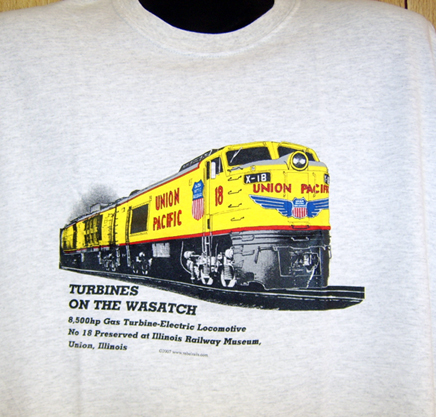 X-18
UNION PACIFI
18
UNION
PACIFIC
TURBINES
ON THE WASATCH
8,500hp Gas Turbine-Electric Locomotive
No 18 Preserved at Illinois Railway Museum,
Union, Illinois